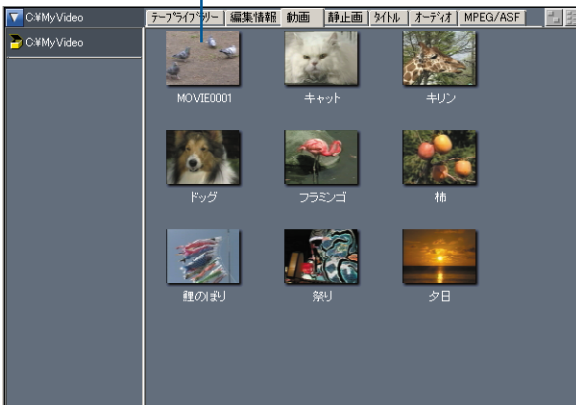 C:¥MyVideo
テープライブラリー 編集情報 動画 静止画 タイトル オーディオ MPEG/ASF
C:¥MyVideo
MOVIE0001 キャット キリン
ドッグ フラミンゴ 柿
鯉のぼり 祭り 夕日